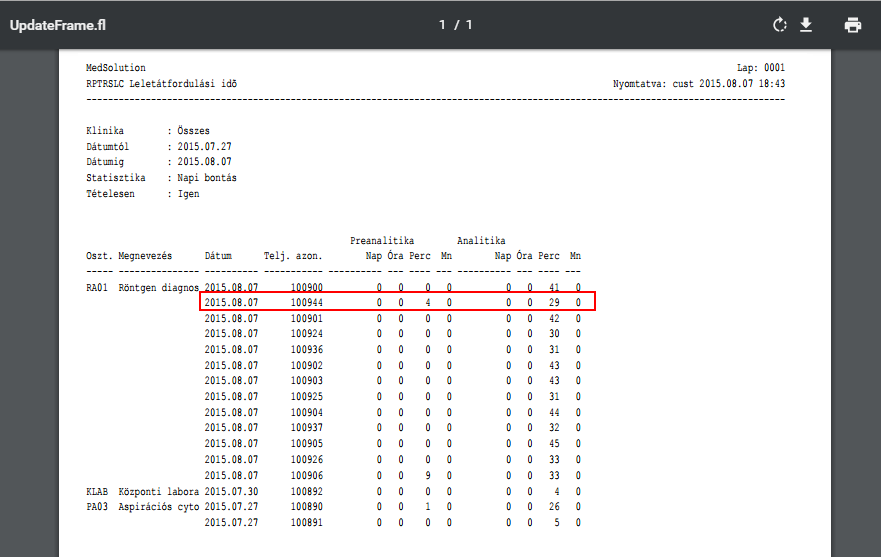 UpdateFrame.fl 1 / 1
MedSolution Lap: 0001
RPTRSLC Leletátfordulási idő Nyomtatva: cust 2015.08.07 18:43
Klinika : Összes
Dátumtól : 2015.07.27
Dátumig : 2015.08.07
Statisztika : Napi bontás
Tételesen : Igen
Preanalitika Analitika
Oszt. Megnevezés Dátum Telj. azon. Nap Óra Perc Mn Nap Óra Perc Mn
RA01 Röntgen diagnos 2015.08.07 100900 0 0 0 0 0 0 41 0
2015.08.07 100944 0 0 4 0 0 0 29 0
2015.08.07 100901 0 0 0 0 0 0 42 0
2015.08.07 100924 0 0 0 0 0 0 30 0
2015.08.07 100936 0 0 0 0 0 0 31 0
2015.08.07 100902 0 0 0 0 0 0 43 0
2015.08.07 100903 0 0 0 0 0 0 43 0
2015.08.07 100925 0 0 0 0 0 0 31 0
2015.08.07 100904 0 0 0 0 0 0 44 0
2015.08.07 100937 0 0 0 0 0 0 32 0
2015.08.07 100905 0 0 0 0 0 0 45 0
2015.08.07 100926 0 0 0 0 0 0 33 0
2015.08.07 100906 0 0 9 0 0 0 33 0
KLAB Központi labora 2015.07.30 100892 0 0 0 0 0 0 4 0
PA03 Aspirációs cyto 2015.07.27 100890 0 0 1 0 0 0 26 0
2015.07.27 100891 0 0 0 0 0 0 5 0